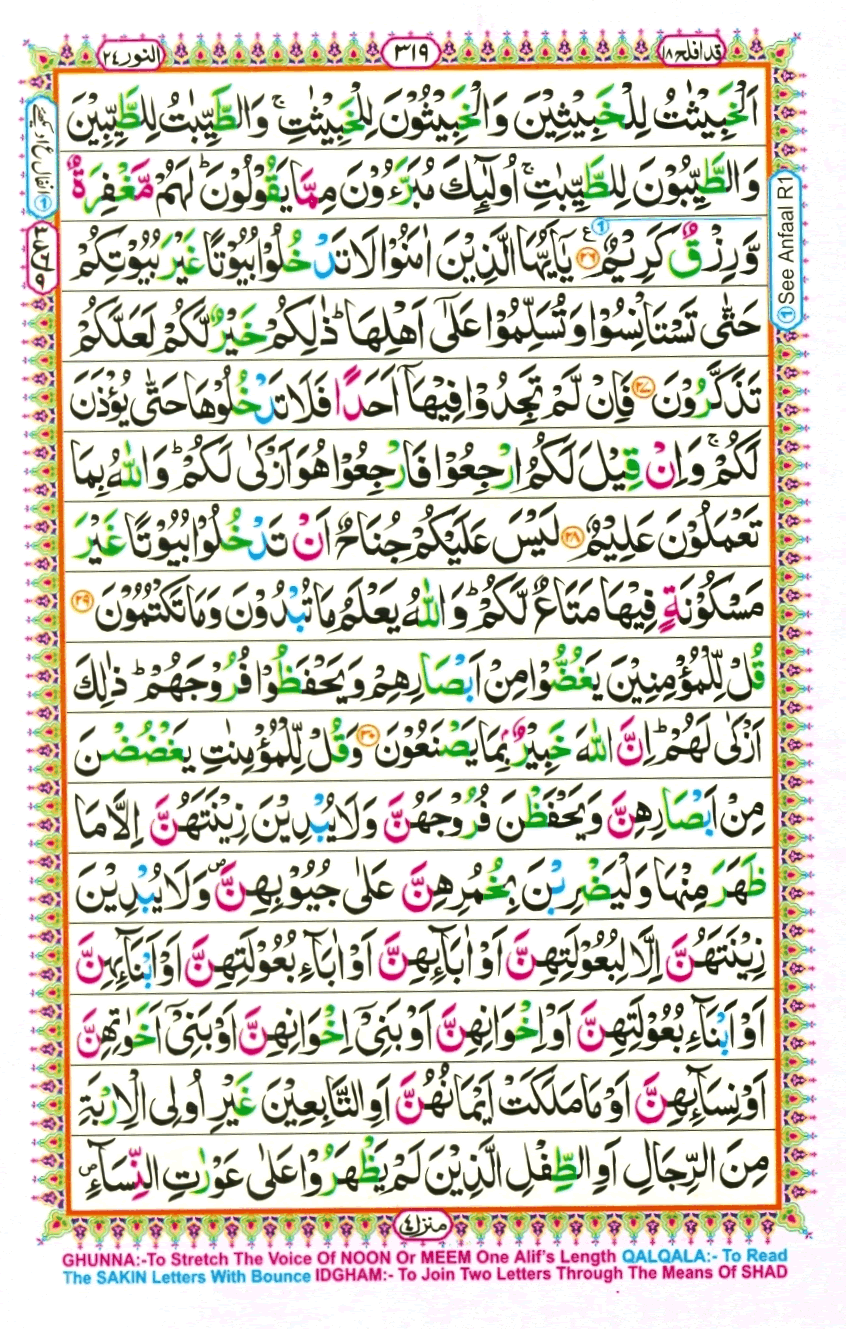 قد افلح ١٨
٣١٩
النور ٢٤
اَلْخَبِيْثٰتُ لِلْخَبِيْثِيْنَ وَالْخَبِيْثُوْنَ لِلْخَبِيْثٰتِ ۚ وَالطَّيِّبٰتُ لِلطَّيِّبِيْنَ
وَالطَّيِّبُوْنَ لِلطَّيِّبٰتِ ۚ اُولٰٓئِكَ مُبَرَّءُوْنَ مِمَّا يَقُوْلُوْنَ ؕ لَهُمْ مَّغْفِرَةٌ
وَّرِزْقٌ كَرِيْمٌ ٢٦ ع ① يٰۤاَيُّهَا الَّذِيْنَ اٰمَنُوْا لَا تَدْخُلُوْا بُيُوْتًا غَيْرَ بُيُوْتِكُمْ
حَتّٰى تَسْتَاْنِسُوْا وَتُسَلِّمُوْا عَلٰٓى اَهْلِهَا ؕ ذٰلِكُمْ خَيْرٌ لَّكُمْ لَعَلَّكُمْ
تَذَكَّرُوْنَ ٢٧ فَاِنْ لَّمْ تَجِدُوْا فِيْهَاۤ اَحَدًا فَلَا تَدْخُلُوْهَا حَتّٰى يُؤْذَنَ
لَكُمْ ۚ وَاِنْ قِيْلَ لَكُمُ ارْجِعُوْا فَارْجِعُوْا هُوَ اَزْكٰى لَكُمْ ؕ وَاللّٰهُ بِمَا
تَعْمَلُوْنَ عَلِيْمٌ ٢٨ لَيْسَ عَلَيْكُمْ جُنَاحٌ اَنْ تَدْخُلُوْا بُيُوْتًا غَيْرَ
مَسْكُوْنَةٍ فِيْهَا مَتَاعٌ لَّكُمْ ؕ وَاللّٰهُ يَعْلَمُ مَا تُبْدُوْنَ وَمَا تَكْتُمُوْنَ ٢٩
قُلْ لِّلْمُؤْمِنِيْنَ يَغُضُّوْا مِنْ اَبْصَارِهِمْ وَيَحْفَظُوْا فُرُوْجَهُمْ ؕ ذٰلِكَ
اَزْكٰى لَهُمْ ؕ اِنَّ اللّٰهَ خَبِيْرٌۢ بِمَا يَصْنَعُوْنَ ٣٠ وَقُلْ لِّلْمُؤْمِنٰتِ يَغْضُضْنَ
مِنْ اَبْصَارِهِنَّ وَيَحْفَظْنَ فُرُوْجَهُنَّ وَلَا يُبْدِيْنَ زِيْنَتَهُنَّ اِلَّا مَا
ظَهَرَ مِنْهَا وَلْيَضْرِبْنَ بِخُمُرِهِنَّ عَلٰى جُيُوْبِهِنَّ ۖ وَلَا يُبْدِيْنَ
زِيْنَتَهُنَّ اِلَّا لِبُعُوْلَتِهِنَّ اَوْ اٰبَآئِهِنَّ اَوْ اٰبَآءِ بُعُوْلَتِهِنَّ اَوْ اَبْنَآئِهِنَّ
اَوْ اَبْنَآءِ بُعُوْلَتِهِنَّ اَوْ اِخْوَانِهِنَّ اَوْ بَنِيْۤ اِخْوَانِهِنَّ اَوْ بَنِيْۤ اَخَوٰتِهِنَّ
اَوْ نِسَآئِهِنَّ اَوْ مَا مَلَكَتْ اَيْمَانُهُنَّ اَوِ التَّابِعِيْنَ غَيْرِ اُولِى الْاِرْبَةِ
مِنَ الرِّجَالِ اَوِ الطِّفْلِ الَّذِيْنَ لَمْ يَظْهَرُوْا عَلٰى عَوْرٰتِ النِّسَآءِ ۖ
① See Anfaal R1
منزل ٤
GHUNNA:-To Stretch The Voice Of NOON Or MEEM One Alif's Length QALQALA:- To Read
The SAKIN Letters With Bounce IDGHAM:- To Join Two Letters Through The Means Of SHAD